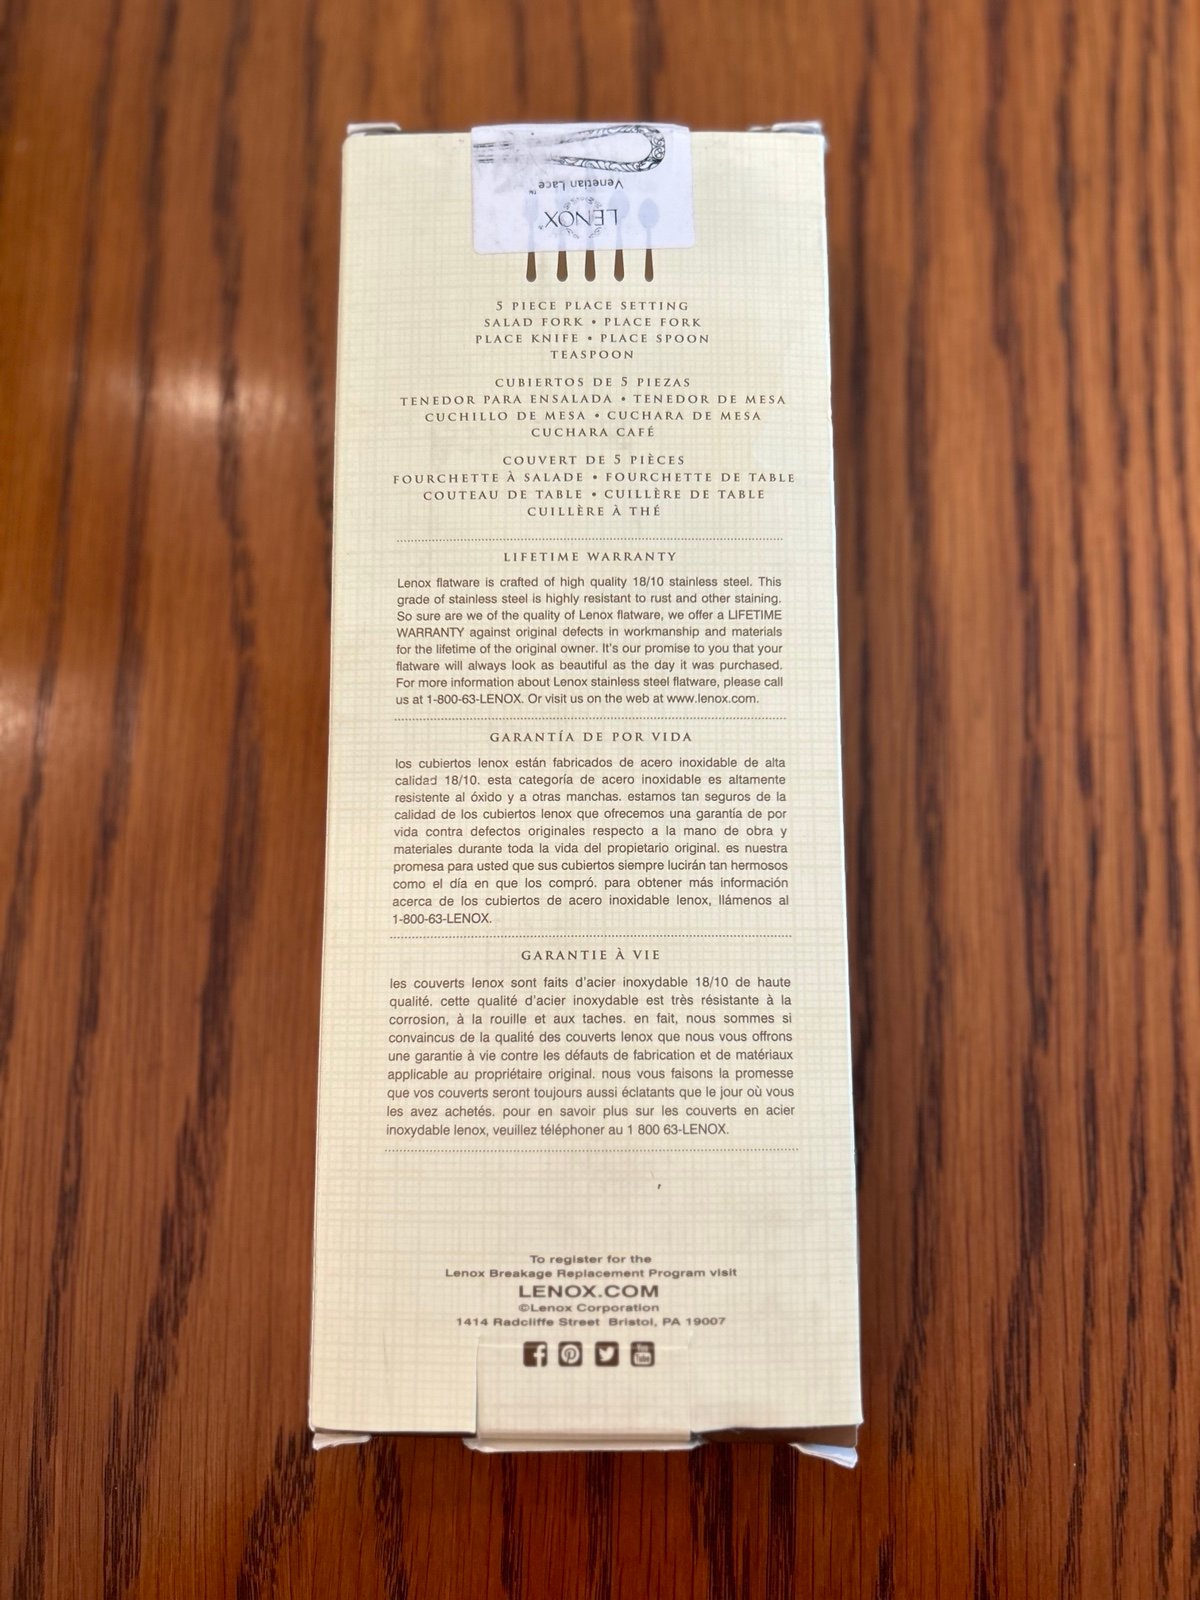 Venetian Lace™
LENOX®
5 PIECE PLACE SETTING
SALAD FORK • PLACE FORK
PLACE KNIFE • PLACE SPOON
TEASPOON
CUBIERTOS DE 5 PIEZAS
TENEDOR PARA ENSALADA • TENEDOR DE MESA
CUCHILLO DE MESA • CUCHARA DE MESA
CUCHARA CAFÉ
COUVERT DE 5 PIÈCES
FOURCHETTE À SALADE • FOURCHETTE DE TABLE
COUTEAU DE TABLE • CUILLÈRE DE TABLE
CUILLÈRE À THÉ
LIFETIME WARRANTY
Lenox flatware is crafted of high quality 18/10 stainless steel. This
grade of stainless steel is highly resistant to rust and other staining.
So sure are we of the quality of Lenox flatware, we offer a LIFETIME
WARRANTY against original defects in workmanship and materials
for the lifetime of the original owner. It's our promise to you that your
flatware will always look as beautiful as the day it was purchased.
For more information about Lenox stainless steel flatware, please call
us at 1-800-63-LENOX. Or visit us on the web at www.lenox.com.
GARANTÍA DE POR VIDA
los cubiertos lenox están fabricados de acero inoxidable de alta
calidad 18/10. esta categoría de acero inoxidable es altamente
resistente al óxido y a otras manchas. estamos tan seguros de la
calidad de los cubiertos lenox que ofrecemos una garantía de por
vida contra defectos originales respecto a la mano de obra y
materiales durante toda la vida del propietario original. es nuestra
promesa para usted que sus cubiertos siempre lucirán tan hermosos
como el día en que los compró. para obtener más información
acerca de los cubiertos de acero inoxidable lenox, llámenos al
1-800-63-LENOX.
GARANTIE À VIE
les couverts lenox sont faits d'acier inoxydable 18/10 de haute
qualité. cette qualité d'acier inoxydable est très résistante à la
corrosion, à la rouille et aux taches. en fait, nous sommes si
convaincus de la qualité des couverts lenox que nous vous offrons
une garantie à vie contre les défauts de fabrication et de matériaux
applicable au propriétaire original. nous vous faisons la promesse
que vos couverts seront toujours aussi éclatants que le jour où vous
les avez achetés. pour en savoir plus sur les couverts en acier
inoxydable lenox, veuillez téléphoner au 1 800 63-LENOX.
To register for the
Lenox Breakage Replacement Program visit
LENOX.COM
©Lenox Corporation
1414 Radcliffe Street Bristol, PA 19007
You Tube